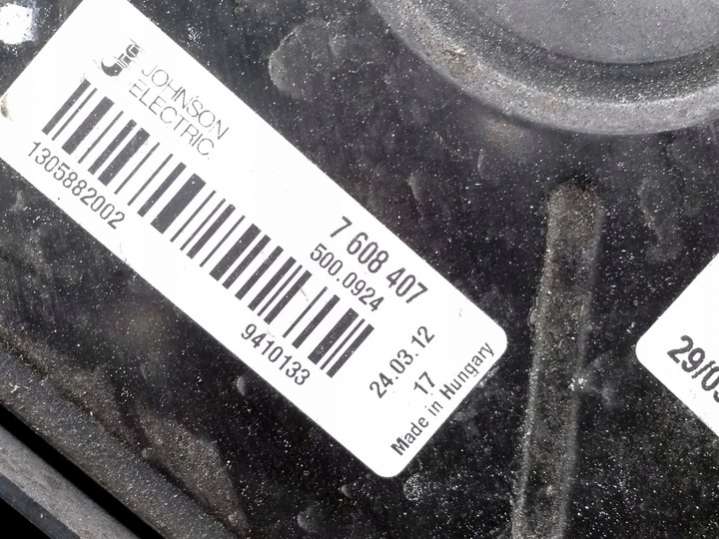 JOHNSON
ELECTRIC
1305882002
7 608 407
500.0924
9410133
24.03.12
17
Made in Hungary